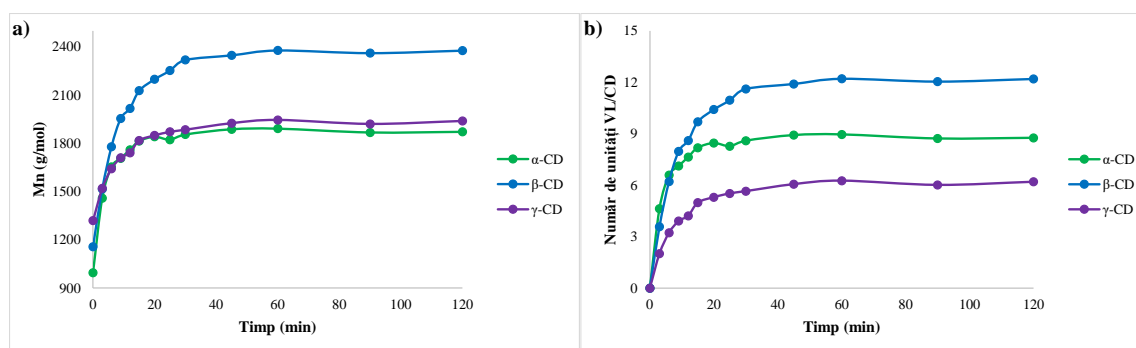 a)
Mn (g/mol)
2400
2100
1800
1500
1200
900
0 20 40 60 80 100 120
Timp (min)
α-CD
β-CD
γ-CD
b)
Număr de unități VL/CD
15
12
9
6
3
0
0 20 40 60 80 100 120
Timp (min)
α-CD
β-CD
γ-CD